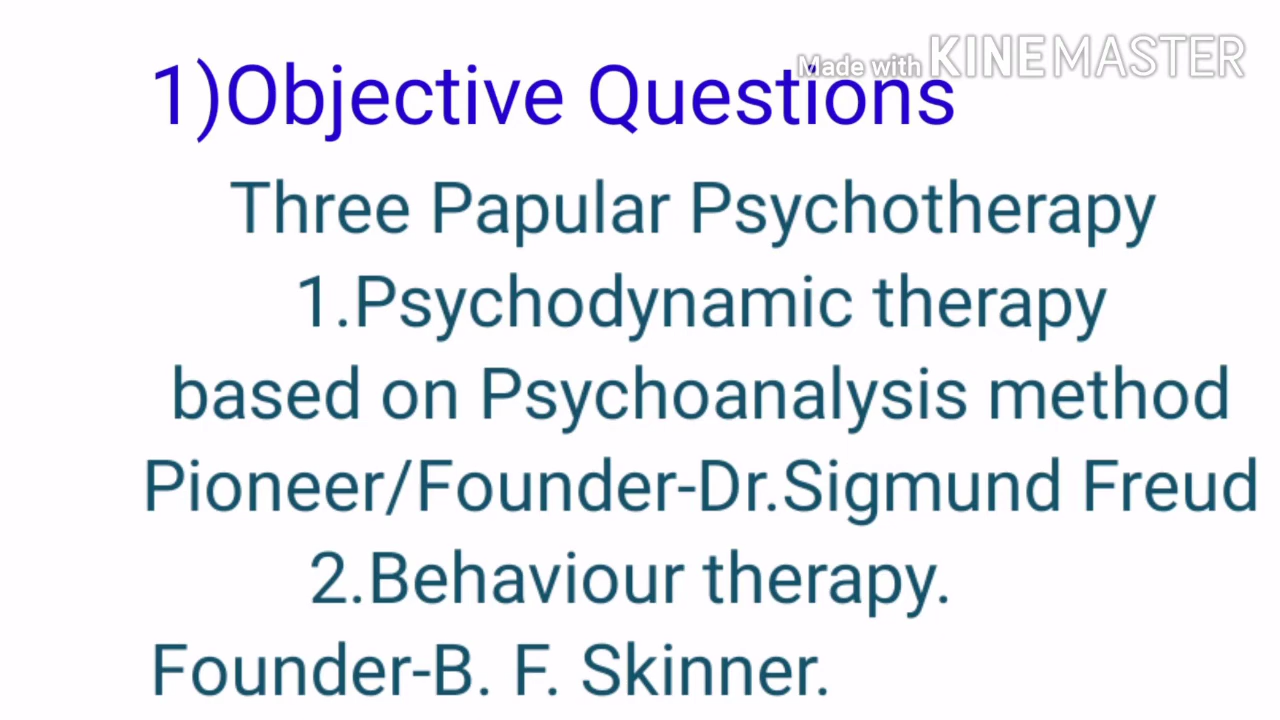 Made with KINEMASTER
1)Objective Questions
Three Papular Psychotherapy
1.Psychodynamic therapy
based on Psychoanalysis method
Pioneer/Founder-Dr.Sigmund Freud
2.Behaviour therapy.
Founder-B. F. Skinner.